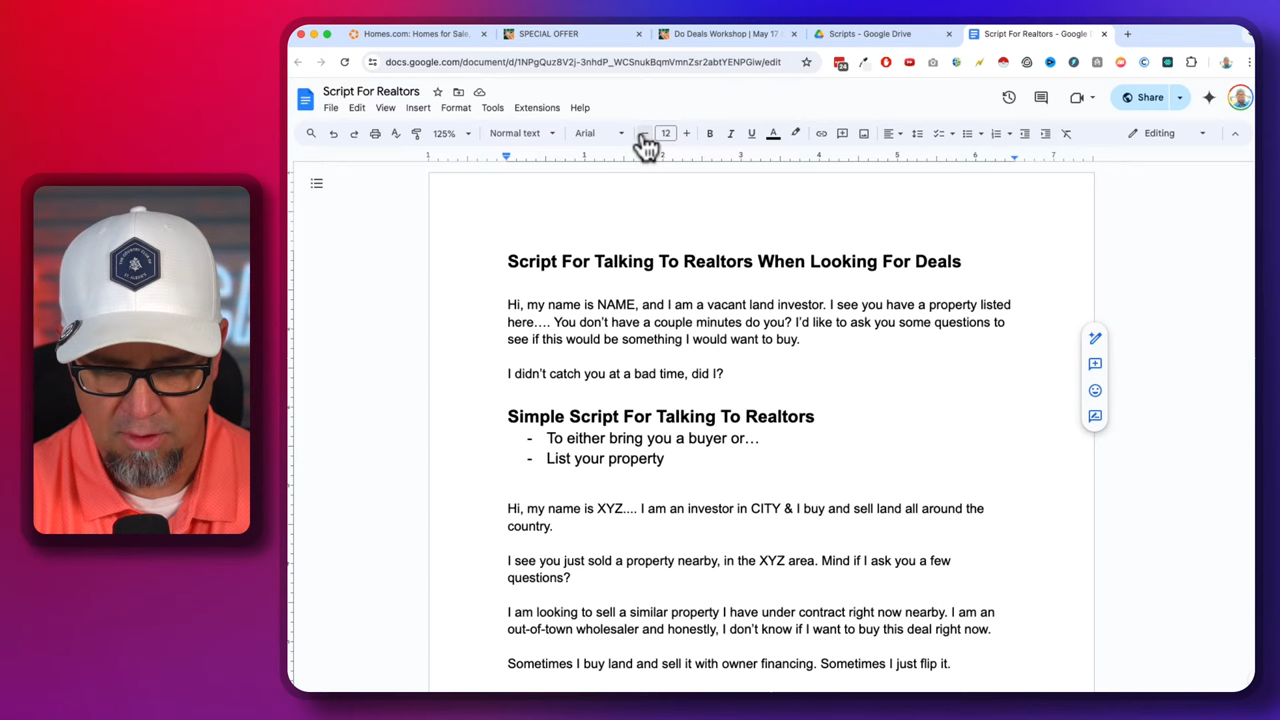 Homes.com: Homes for Sale,
SPECIAL OFFER
Do Deals Workshop | May 17
Scripts - Google Drive
Script For Realtors - Google
docs.google.com/document/d/1NPgQuz8V2j-3nhdP_WCSnukBqmVmnZsr2abtYENPGiw/edit
24
Script For Realtors
Share
File Edit View Insert Format Tools Extensions Help
125% Normal text Arial 12 B I U A Editing
1 1 2 3 4 5 6 7
Script For Talking To Realtors When Looking For Deals
Hi, my name is NAME, and I am a vacant land investor. I see you have a property listed
here…. You don’t have a couple minutes do you? I’d like to ask you some questions to
see if this would be something I would want to buy.
I didn’t catch you at a bad time, did I?
Simple Script For Talking To Realtors
- To either bring you a buyer or…
- List your property
Hi, my name is XYZ.... I am an investor in CITY & I buy and sell land all around the
country.
I see you just sold a property nearby, in the XYZ area. Mind if I ask you a few
questions?
I am looking to sell a similar property I have under contract right now nearby. I am an
out-of-town wholesaler and honestly, I don’t know if I want to buy this deal right now.
Sometimes I buy land and sell it with owner financing. Sometimes I just flip it.